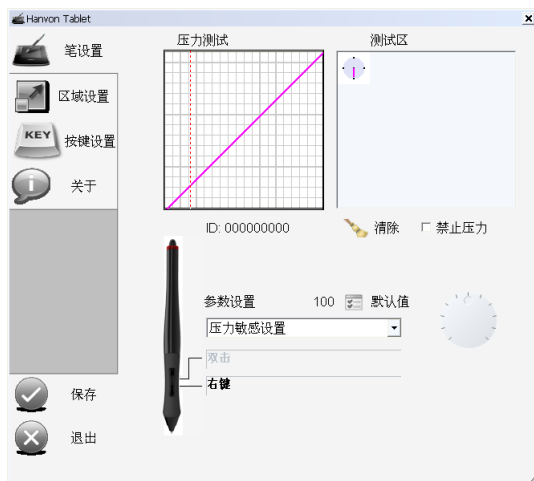 Hanvon Tablet
笔设置
区域设置
KEY
按键设置
关于
保存
退出
压力测试
测试区
ID: 000000000
清除
禁止压力
参数设置 100 默认值
压力敏感设置
双击
右键